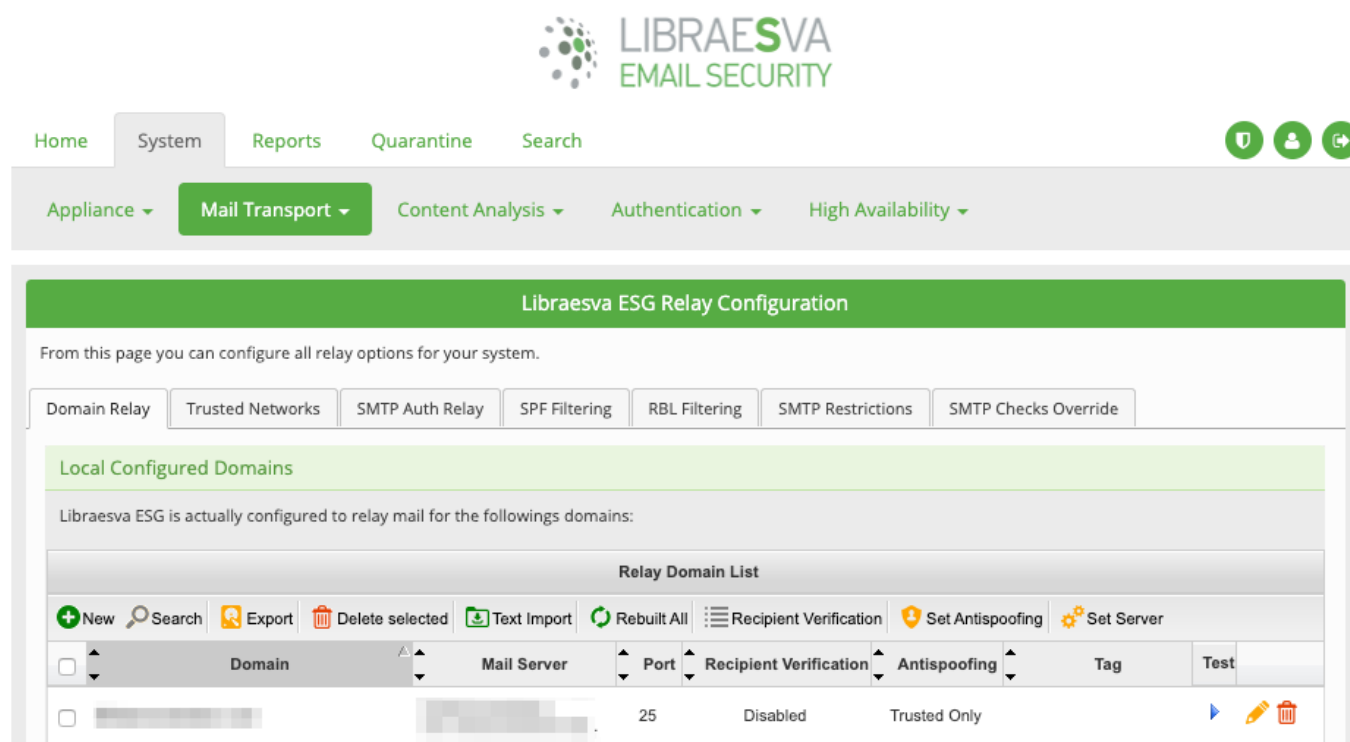 LIBRAESVA
EMAIL SECURITY
Home System Reports Quarantine Search
Appliance Mail Transport Content Analysis Authentication High Availability
Libraesva ESG Relay Configuration
From this page you can configure all relay options for your system.
Domain Relay Trusted Networks SMTP Auth Relay SPF Filtering RBL Filtering SMTP Restrictions SMTP Checks Override
Local Configured Domains
Libraesva ESG is actually configured to relay mail for the followings domains:
Relay Domain List
New Search Export Delete selected Text Import Rebuilt All Recipient Verification Set Antispoofing Set Server
Domain Mail Server Port Recipient Verification Antispoofing Tag Test
25 Disabled Trusted Only